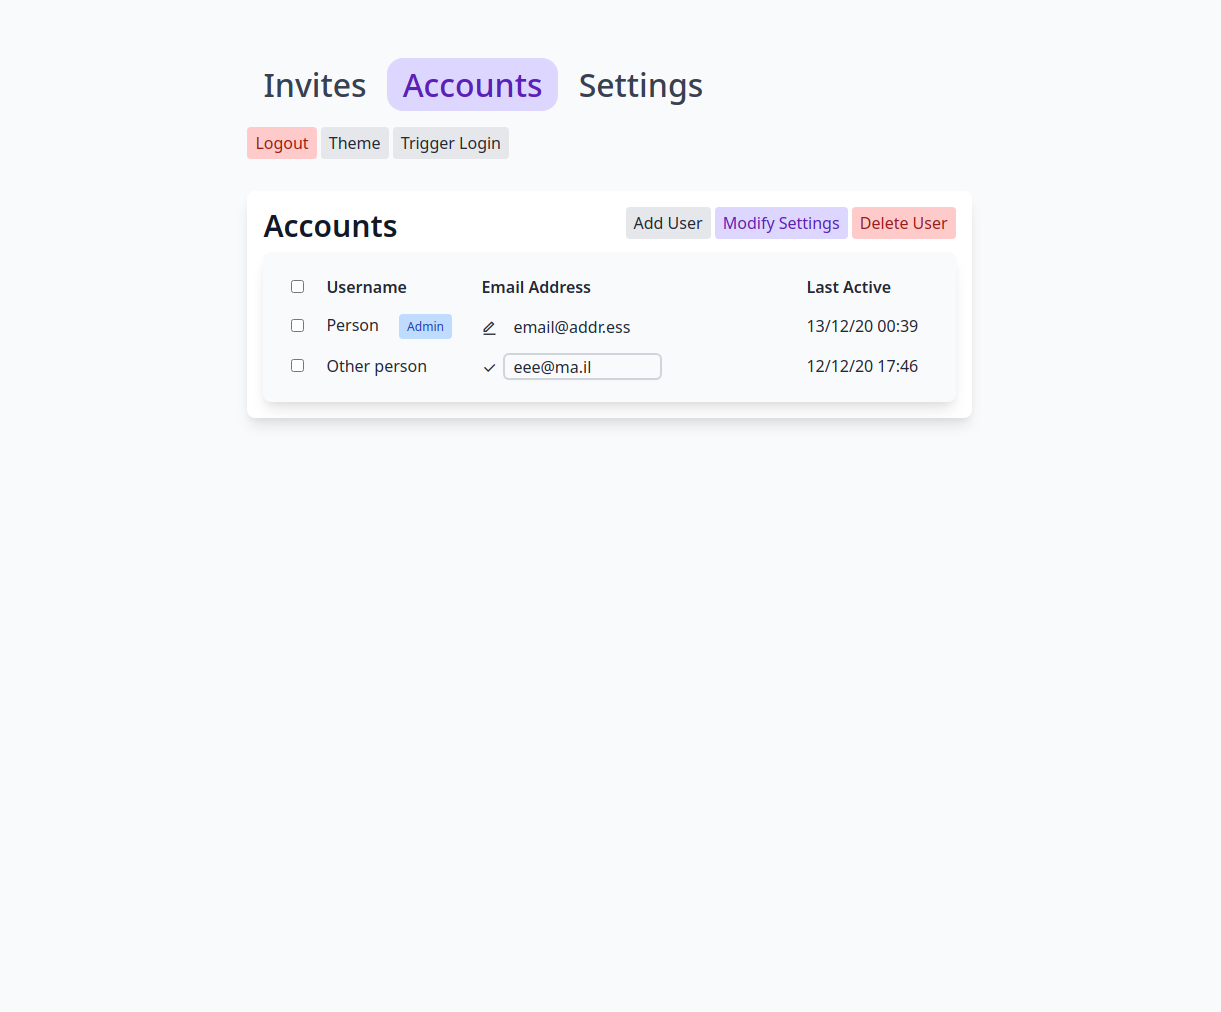 Invites Accounts Settings
Logout Theme Trigger Login
Accounts Add User Modify Settings Delete User
Username Email Address Last Active
Person Admin email@addr.ess 13/12/20 00:39
Other person eee@ma.il 12/12/20 17:46